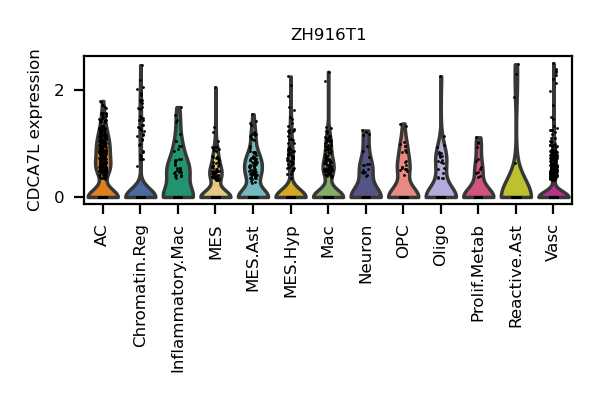 ZH916T1
CDCA7L expression
2
0
AC
Chromatin.Reg
Inflammatory.Mac
MES
MES.Ast
MES.Hyp
Mac
Neuron
OPC
Oligo
Prolif.Metab
Reactive.Ast
Vasc